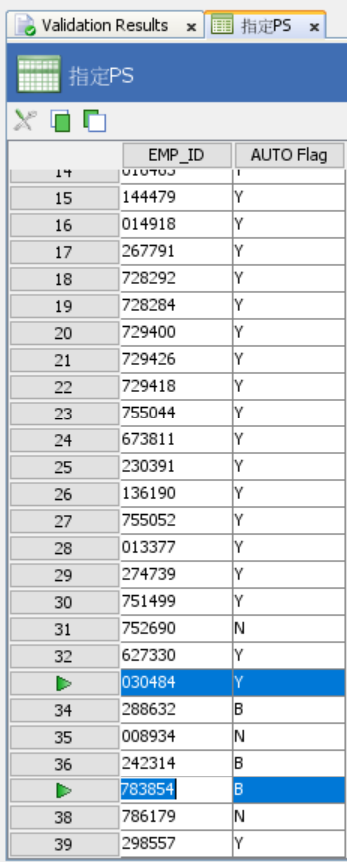 Validation Results x 指定PS x
指定PS
EMP_ID AUTO Flag
15 144479 Y
16 014918 Y
17 267791 Y
18 728292 Y
19 728284 Y
20 729400 Y
21 729426 Y
22 729418 Y
23 755044 Y
24 673811 Y
25 230391 Y
26 136190 Y
27 755052 Y
28 013377 Y
29 274739 Y
30 751499 Y
31 752690 N
32 627330 Y
030484 Y
34 288632 B
35 008934 N
36 242314 B
783854 B
38 786179 N
39 298557 Y